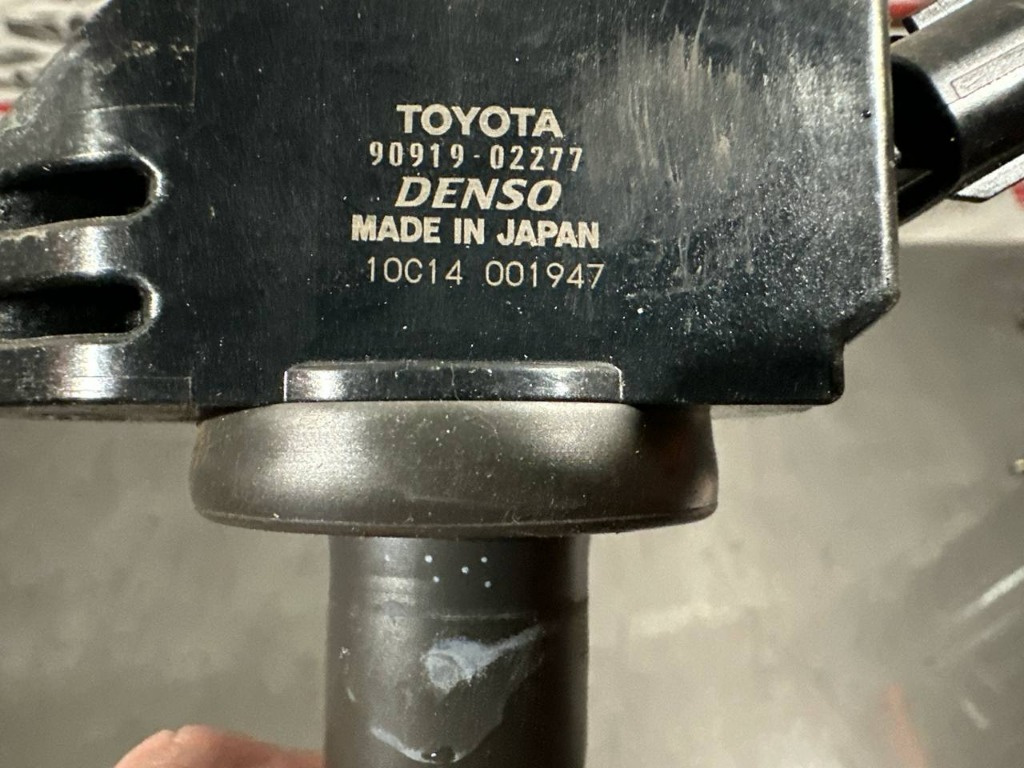 TOYOTA
90919-02277
DENSO
MADE IN JAPAN
10C14 001947